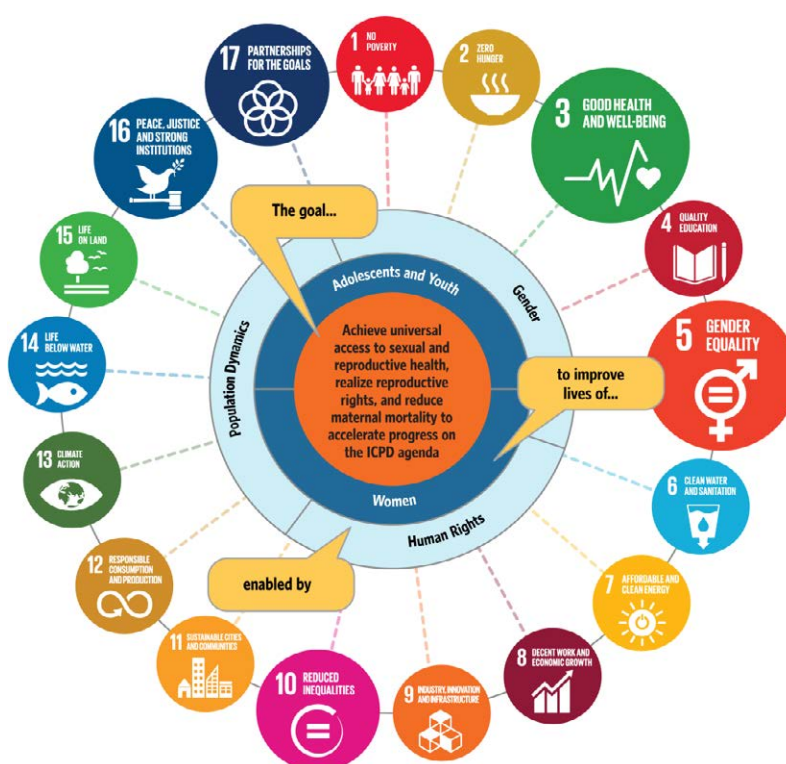 1 NO
POVERTY
2 ZERO
HUNGER
3 GOOD HEALTH
AND WELL-BEING
4 QUALITY
EDUCATION
5 GENDER
EQUALITY
6 CLEAN WATER
AND SANITATION
7 AFFORDABLE AND
CLEAN ENERGY
8 DECENT WORK AND
ECONOMIC GROWTH
9 INDUSTRY, INNOVATION
AND INFRASTRUCTURE
10 REDUCED
INEQUALITIES
11 SUSTAINABLE CITIES
AND COMMUNITIES
12 RESPONSIBLE
CONSUMPTION
AND PRODUCTION
13 CLIMATE
ACTION
14 LIFE
BELOW WATER
15 LIFE
ON LAND
16 PEACE, JUSTICE
AND STRONG
INSTITUTIONS
17 PARTNERSHIPS
FOR THE GOALS
The goal...
Adolescents and Youth
Gender
Population Dynamics
Achieve universal
access to sexual and
reproductive health,
realize reproductive
rights, and reduce
maternal mortality to
accelerate progress on
the ICPD agenda
to improve
lives of...
Women
Human Rights
enabled by